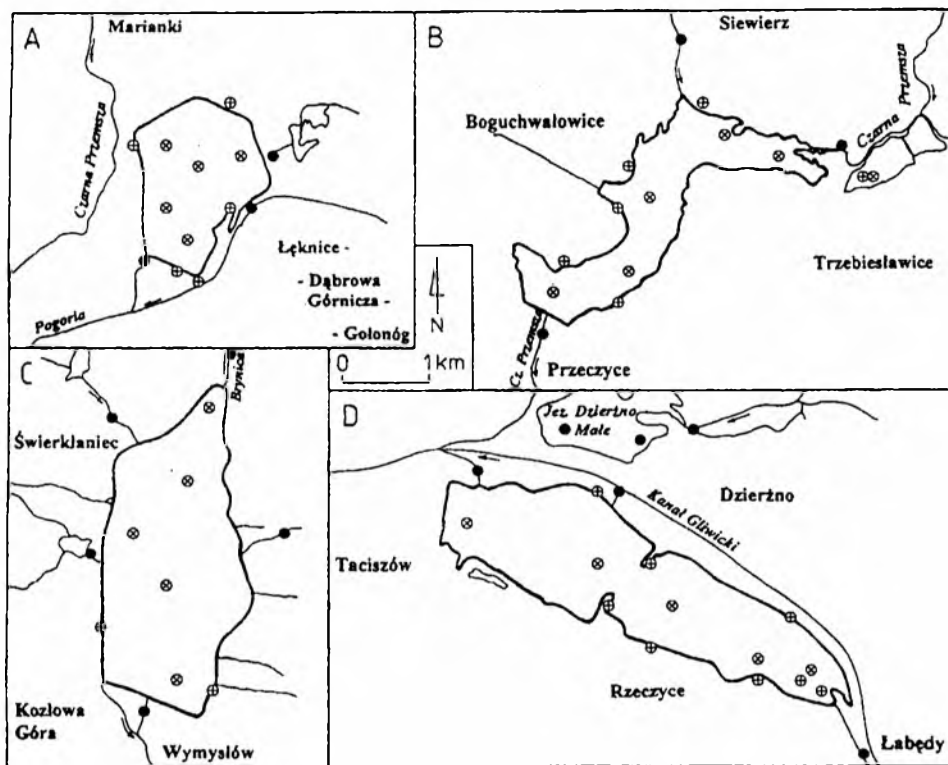 A
Marianki
Czarna Przemsza
Łęknice -
- Dąbrowa
Górnicza -
- Gołonóg
Pogoria
B
Siewierz
Boguchwałowice
Czarna
Przemsza
Trzebiesławice
Cz. Przemsza
Przeczyce
N
0 1km
C
Brynica
Świerklaniec
Kozłowa
Góra
Wymysłów
D
Jez. Dzierżno
Małe
Dzierżno
Kanał Gliwicki
Taciszów
Rzeczyce
Łabędy